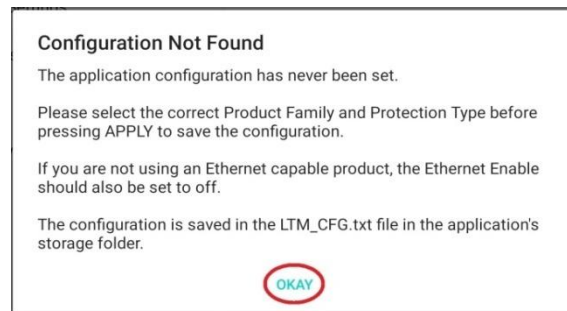 Configuration Not Found
The application configuration has never been set.
Please select the correct Product Family and Protection Type before
pressing APPLY to save the configuration.
If you are not using an Ethernet capable product, the Ethernet Enable
should also be set to off.
The configuration is saved in the LTM_CFG.txt file in the application's
storage folder.
OKAY